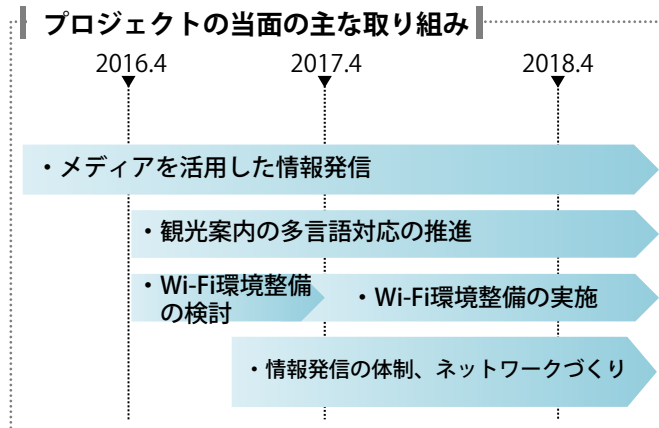 プロジェクトの当面の主な取り組み
2016.4 2017.4 2018.4
・メディアを活用した情報発信
・観光案内の多言語対応の推進
・Wi-Fi環境整備
の検討
・Wi-Fi環境整備の実施
・情報発信の体制、ネットワークづくり